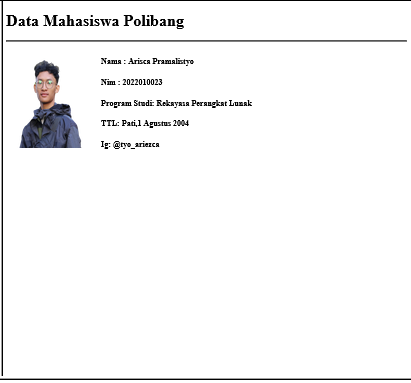 Data Mahasiswa Polibang
Nama : Arisca Pramalistyo
Nim : 2022010023
Program Studi: Rekayasa Perangkat Lunak
TTL: Pati,1 Agustus 2004
Ig: @tyo_ariezca